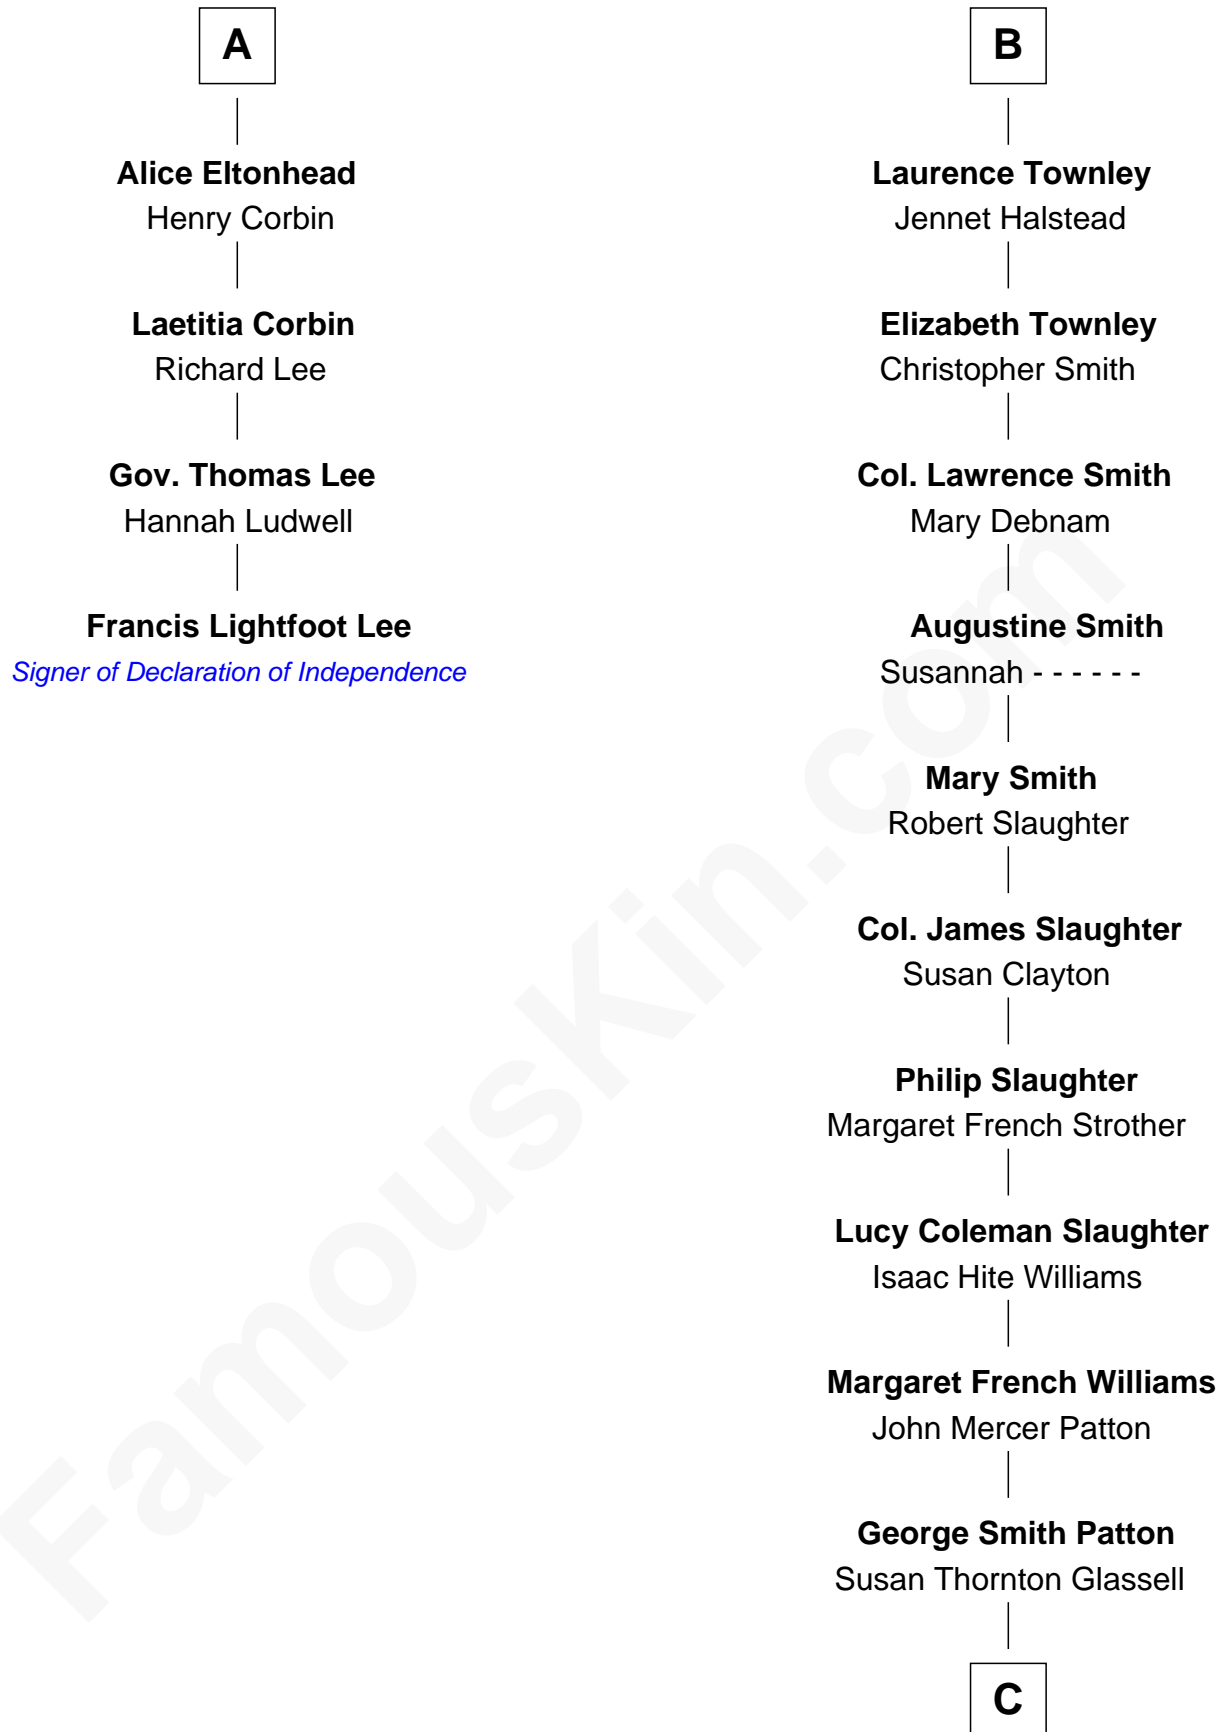 A
Alice Eltonhead
Henry Corbin
Laetitia Corbin
Richard Lee
Gov. Thomas Lee
Hannah Ludwell
Francis Lightfoot Lee
Signer of Declaration of Independence
B
Laurence Townley
Jennet Halstead
Elizabeth Townley
Christopher Smith
Col. Lawrence Smith
Mary Debnam
Augustine Smith
Susannah - - - - - -
Mary Smith
Robert Slaughter
Col. James Slaughter
Susan Clayton
Philip Slaughter
Margaret French Strother
Lucy Coleman Slaughter
Isaac Hite Williams
Margaret French Williams
John Mercer Patton
George Smith Patton
Susan Thornton Glassell
C
FamousKin.com